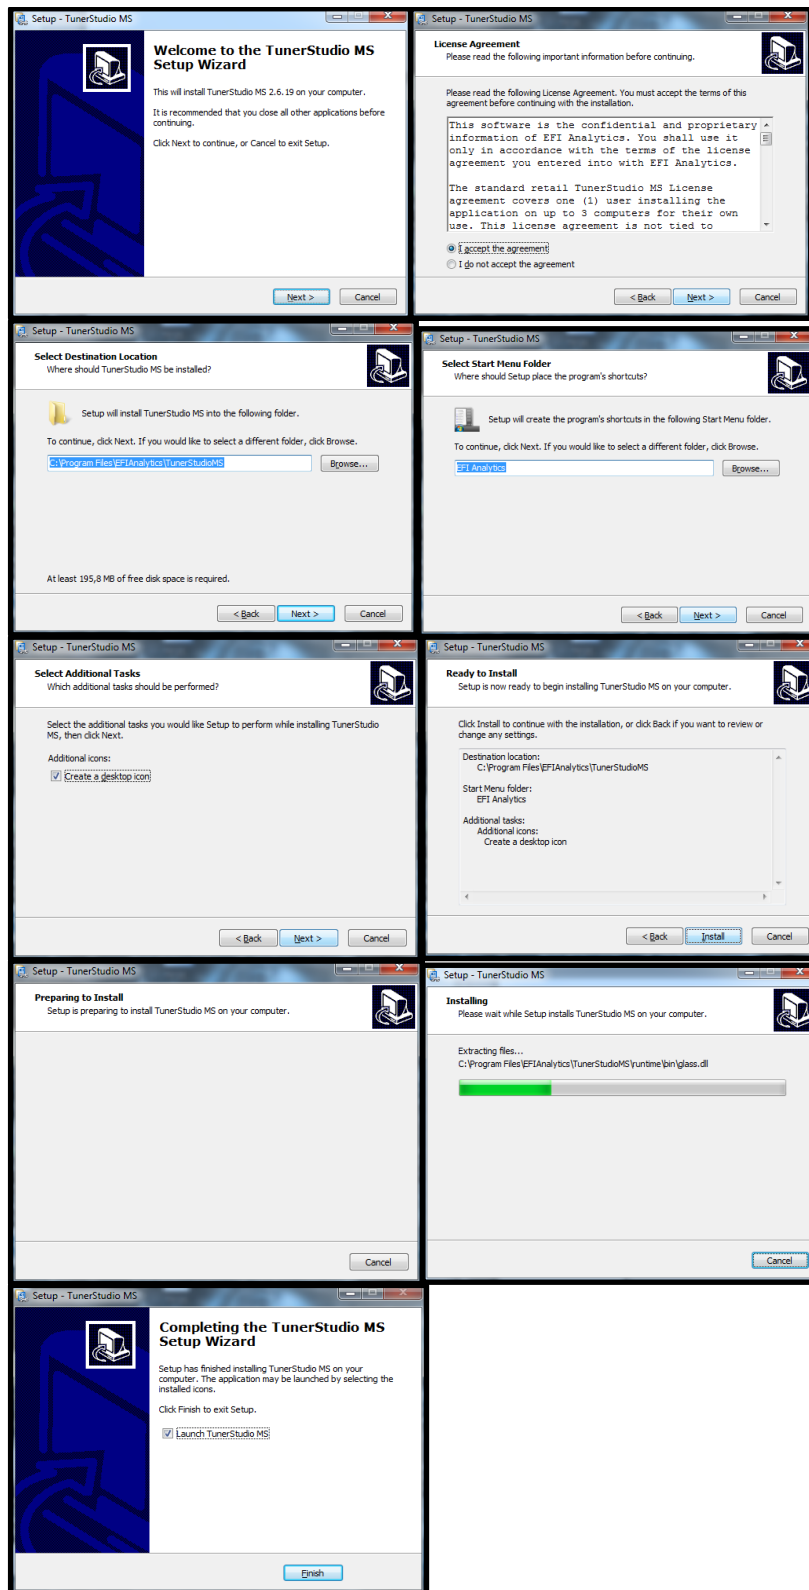 Setup - TunerStudio MS
Welcome to the TunerStudio MS
Setup Wizard
This will install TunerStudio MS 2.6.19 on your computer.
It is recommended that you close all other applications before
continuing.
Click Next to continue, or Cancel to exit Setup.
Next >
Cancel
Setup - TunerStudio MS
License Agreement
Please read the following important information before continuing.
Please read the following License Agreement. You must accept the terms of this
agreement before continuing with the installation.
This software is the confidential and proprietary
information of EFI Analytics. You shall use it
only in accordance with the terms of the license
agreement you entered into with EFI Analytics.
The standard retail TunerStudio MS License
agreement covers one (1) user installing the
application on up to 3 computers for their own
use. This license agreement is not tied to
I accept the agreement
I do not accept the agreement
< Back
Next >
Cancel
Setup - TunerStudio MS
Select Destination Location
Where should TunerStudio MS be installed?
Setup will install TunerStudio MS into the following folder.
To continue, click Next. If you would like to select a different folder, click Browse.
C:\Program Files\EFIAnalytics\TunerStudioMS
Browse...
At least 195,8 MB of free disk space is required.
< Back
Next >
Cancel
Setup - TunerStudio MS
Select Start Menu Folder
Where should Setup place the program's shortcuts?
Setup will create the program's shortcuts in the following Start Menu folder.
To continue, click Next. If you would like to select a different folder, click Browse.
EFI Analytics
Browse...
< Back
Next >
Cancel
Setup - TunerStudio MS
Select Additional Tasks
Which additional tasks should be performed?
Select the additional tasks you would like Setup to perform while installing TunerStudio
MS, then click Next.
Additional icons:
Create a desktop icon
< Back
Next >
Cancel
Setup - TunerStudio MS
Ready to Install
Setup is now ready to begin installing TunerStudio MS on your computer.
Click Install to continue with the installation, or click Back if you want to review or
change any settings.
Destination location:
C:\Program Files\EFIAnalytics\TunerStudioMS
Start Menu folder:
EFI Analytics
Additional tasks:
Additional icons:
Create a desktop icon
< Back
Install
Cancel
Setup - TunerStudio MS
Preparing to Install
Setup is preparing to install TunerStudio MS on your computer.
Cancel
Setup - TunerStudio MS
Installing
Please wait while Setup installs TunerStudio MS on your computer.
Extracting files...
C:\Program Files\EFIAnalytics\TunerStudioMS\runtime\bin\glass.dll
Cancel
Setup - TunerStudio MS
Completing the TunerStudio MS
Setup Wizard
Setup has finished installing TunerStudio MS on your
computer. The application may be launched by selecting the
installed icons.
Click Finish to exit Setup.
Launch TunerStudio MS
Finish